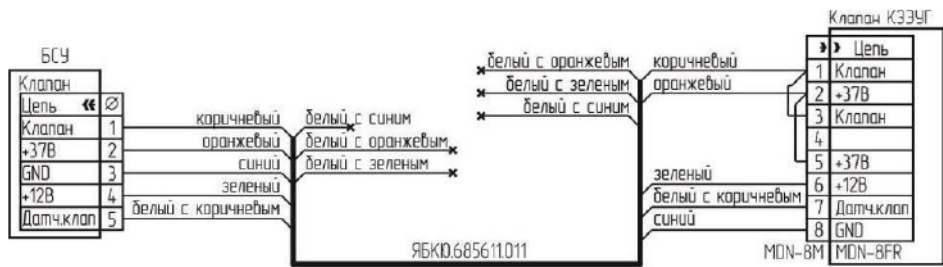 Клапан КЗЭУГ
БСУ
Клапан
Цепь
Клапан 1
+37В 2
GND 3
+12В 4
Датч.клап 5
коричневый
оранжевый
синий
зеленый
белый с коричневым
белый с синим
белый с оранжевым
белый с зеленым
белый с оранжевым
белый с зеленым
белый с синим
коричневый
оранжевый
зеленый
белый с коричневым
синий
Цепь
1 Клапан
2 +37В
3 Клапан
4
5 +37В
6 +12В
7 Датч.клап
8 GND
MDN-8M MDN-8FR
ЯБКЮ.685611.011